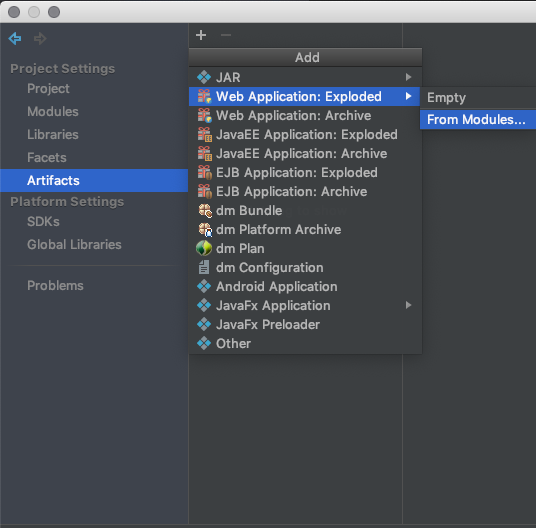 Project Settings
Project
Modules
Libraries
Facets
Artifacts
Platform Settings
SDKs
Global Libraries
Problems
Add
JAR
Web Application: Exploded
Web Application: Archive
JavaEE Application: Exploded
JavaEE Application: Archive
EJB Application: Exploded
EJB Application: Archive
dm Bundle
dm Platform Archive
dm Plan
dm Configuration
Android Application
JavaFx Application
JavaFx Preloader
Other
Empty
From Modules...